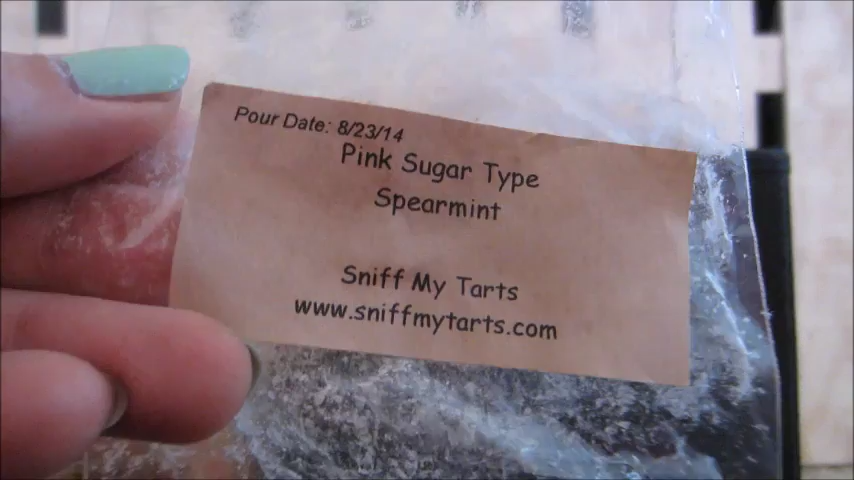 Pour Date: 8/23/14
Pink Sugar Type
Spearmint
Sniff My Tarts
www.sniffmytarts.com